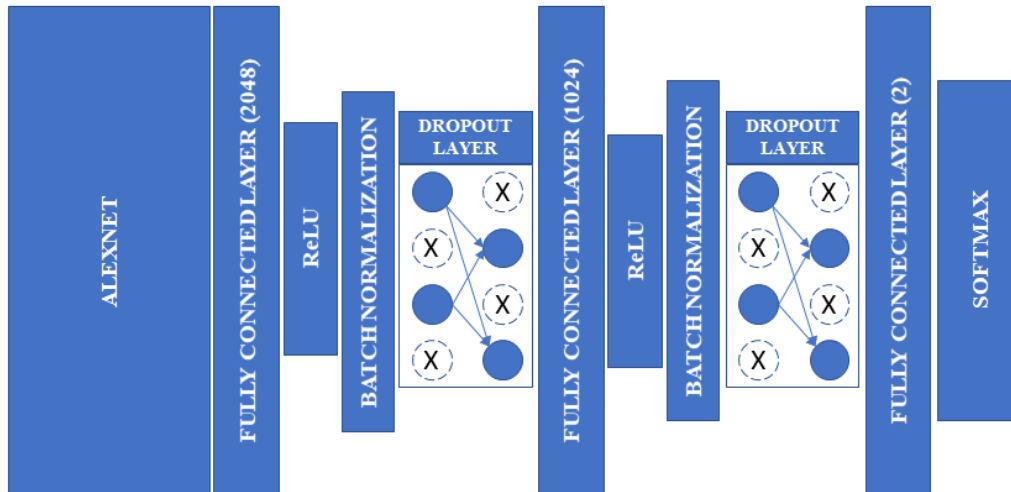 ALEXNET
FULLY CONNECTED LAYER (2048)
ReLU
BATCH NORMALIZATION
DROPOUT
LAYER
X
X
X
X
FULLY CONNECTED LAYER (1024)
ReLU
BATCH NORMALIZATION
DROPOUT
LAYER
X
X
X
X
FULLY CONNECTED LAYER (2)
SOFTMAX